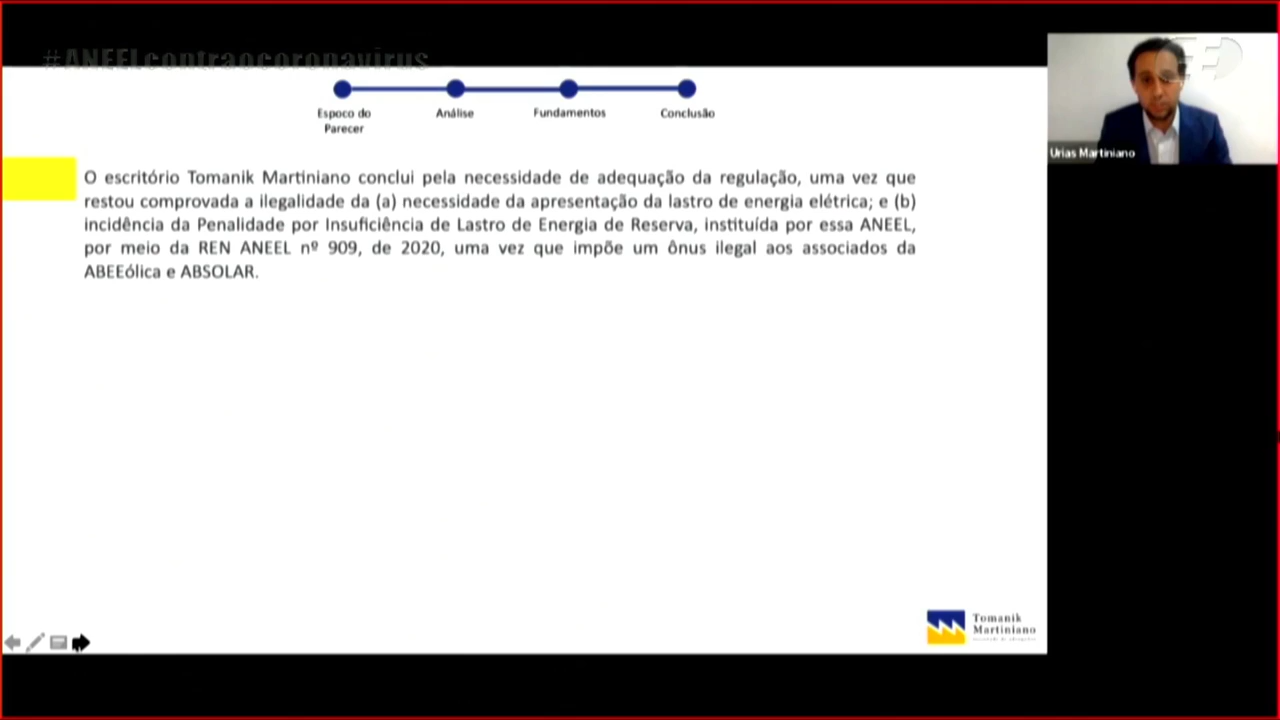 #ANEELcontraocoronavirus
Espoco do
Parecer
Análise
Fundamentos
Conclusão
Urias Martiniano
O escritório Tomanik Martiniano conclui pela necessidade de adequação da regulação, uma vez que
restou comprovada a ilegalidade da (a) necessidade da apresentação da lastro de energia elétrica; e (b)
incidência da Penalidade por Insuficiência de Lastro de Energia de Reserva, instituída por essa ANEEL,
por meio da REN ANEEL nº 909, de 2020, uma vez que impõe um ônus ilegal aos associados da
ABEEólica e ABSOLAR.
Tomanik
Martiniano